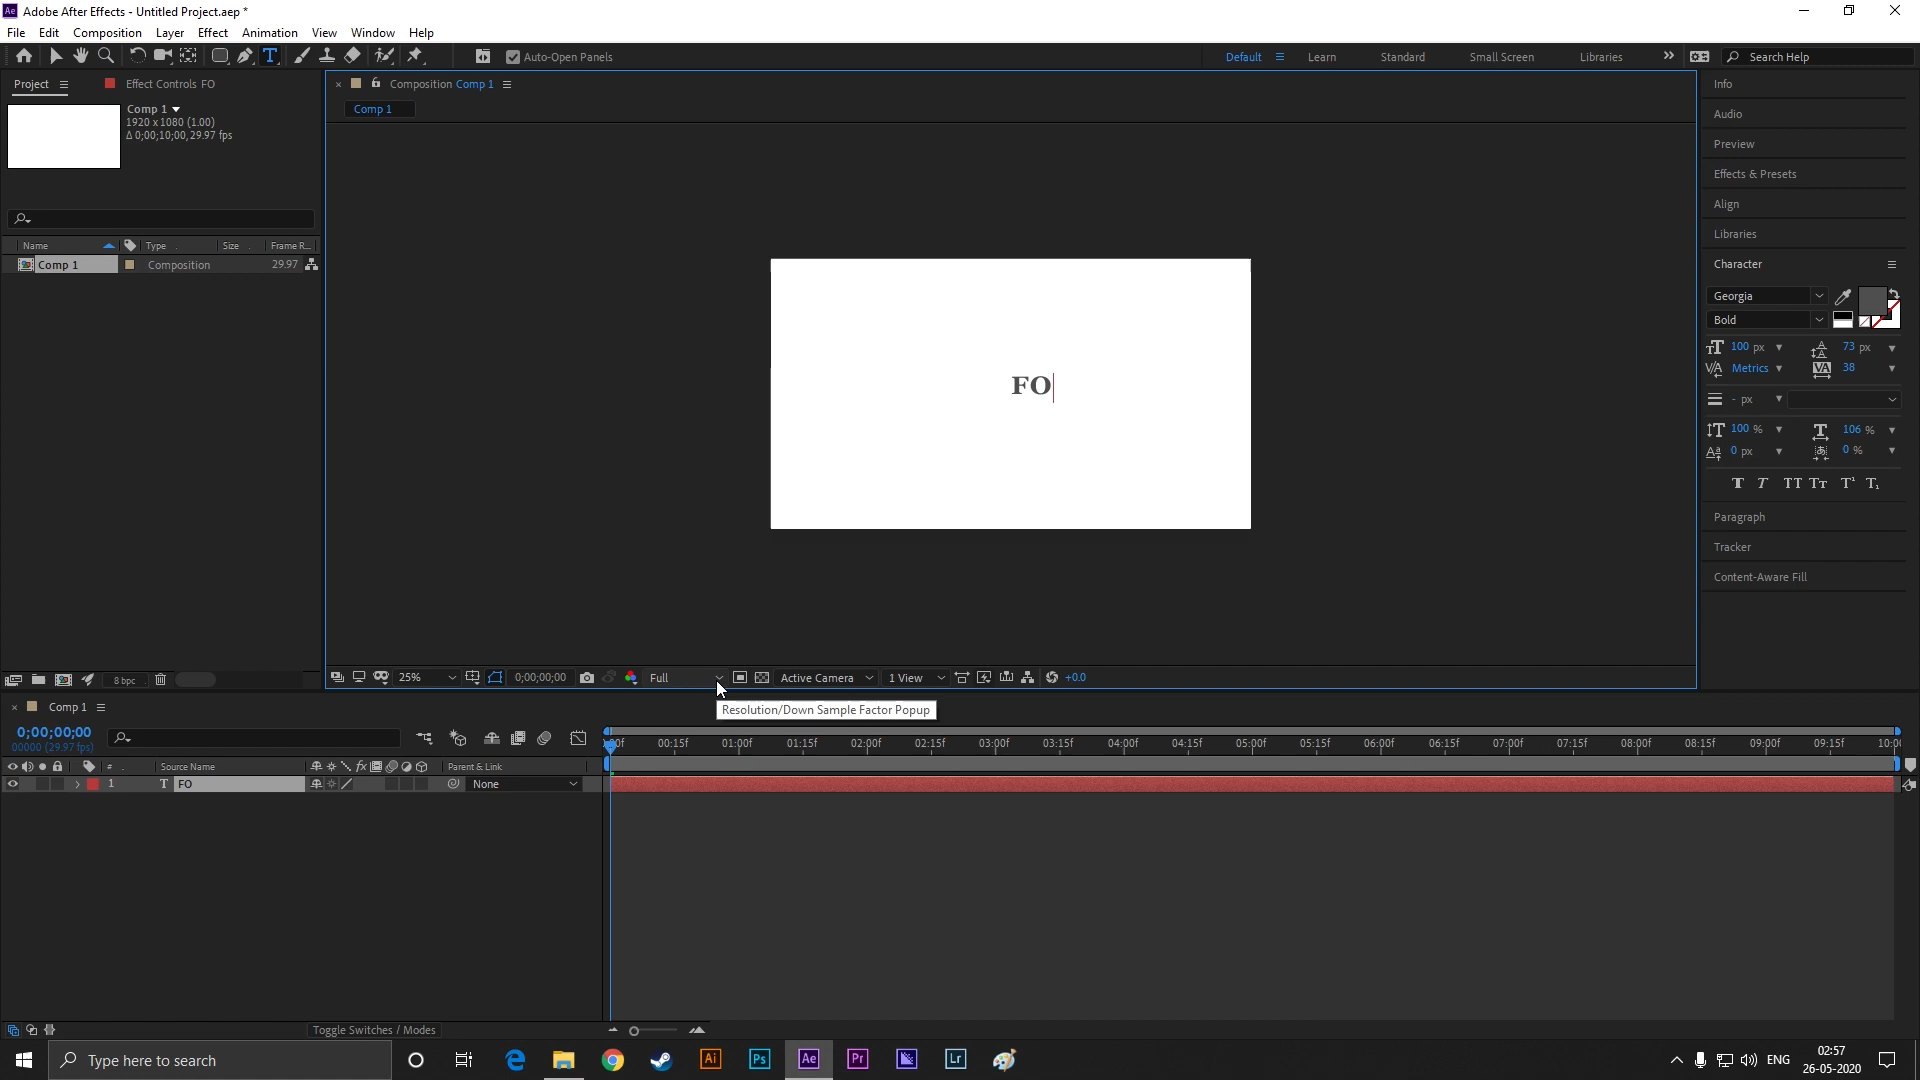 Adobe After Effects - Untitled Project.aep *
File Edit Composition Layer Effect Animation View Window Help
Auto-Open Panels
Default Learn Standard Small Screen Libraries Search Help
Project Effect Controls FO
Comp 1
1920 x 1080 (1.00)
Δ 0;00;10;00, 29.97 fps
Name Type Size Frame R...
Comp 1 Composition 29.97
8 bpc
Composition Comp 1
Comp 1
FO
25% 0;00;00;00 Full Active Camera 1 View +0.0
Resolution/Down Sample Factor Popup
Info
Audio
Preview
Effects & Presets
Align
Libraries
Character
Georgia
Bold
100 px 73 px
Metrics 38
- px
100 % 106 %
0 px 0 %
Paragraph
Tracker
Content-Aware Fill
Comp 1
0;00;00;00
00000 (29.97 fps)
00:15f 01:00f 01:15f 02:00f 02:15f 03:00f 03:15f 04:00f 04:15f 05:00f 05:15f 06:00f 06:15f 07:00f 07:15f 08:00f 08:15f 09:00f 09:15f
# Source Name Parent & Link
1 T FO None
Toggle Switches / Modes
Type here to search
Ai Ps Ae Pr Lr
ENG
02:57
26-05-2020